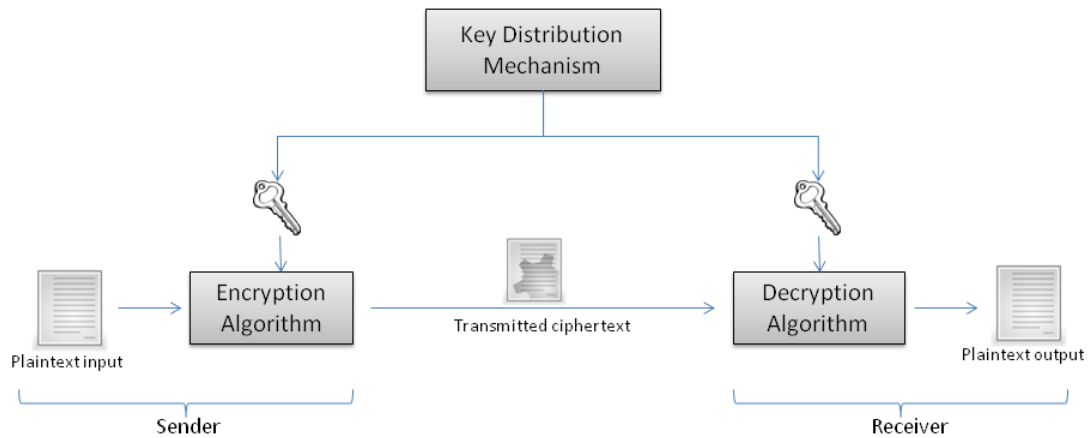 Key Distribution
Mechanism
Encryption
Algorithm
Decryption
Algorithm
Transmitted ciphertext
Plaintext input
Plaintext output
Sender
Receiver